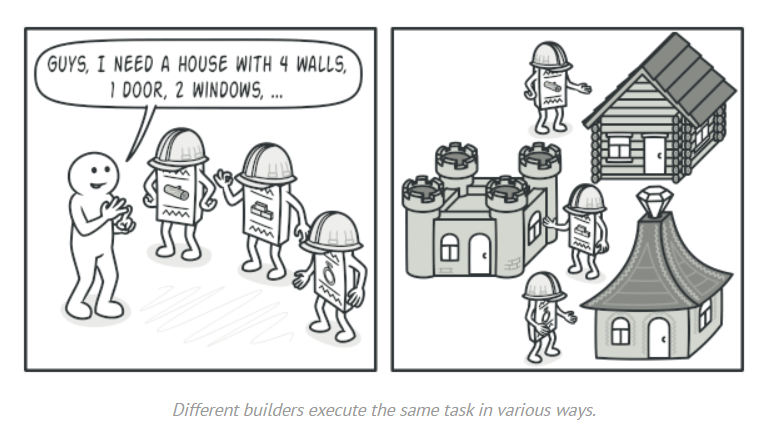 GUYS, I NEED A HOUSE WITH 4 WALLS,
1 DOOR, 2 WINDOWS, ...
Different builders execute the same task in various ways.